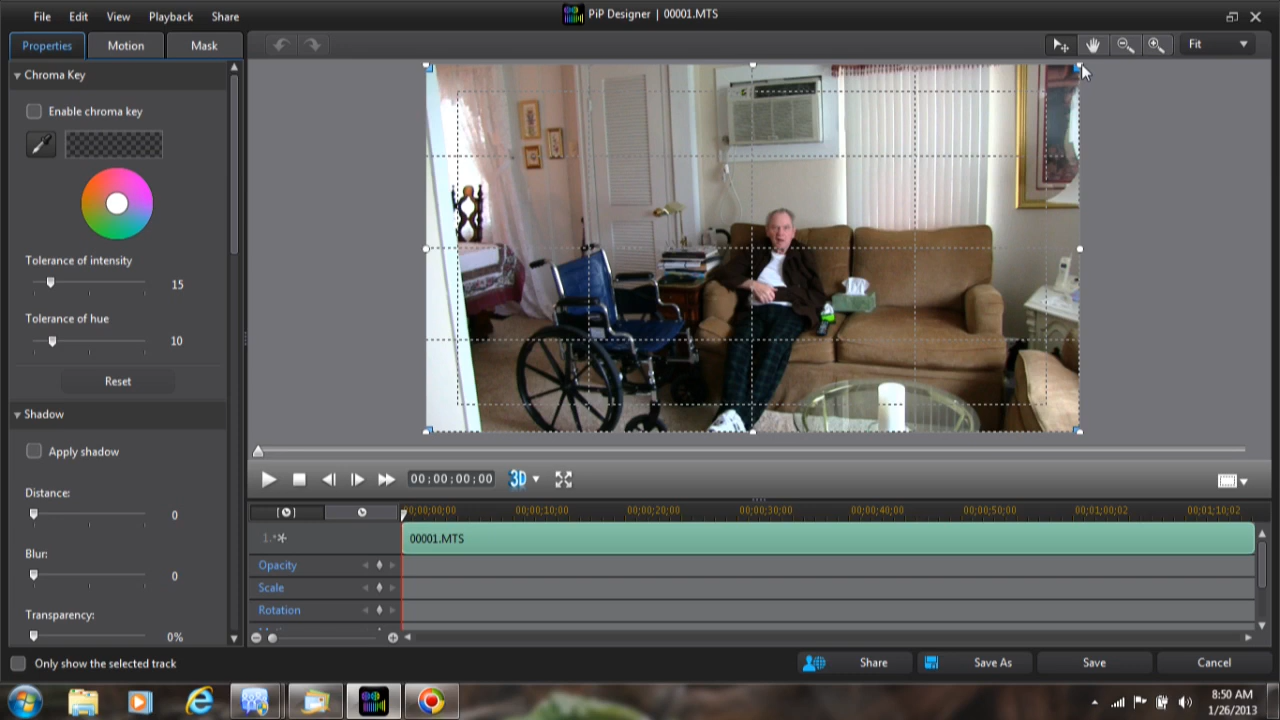 PiP Designer | 00001.MTS
File Edit View Playback Share
Properties Motion Mask
Fit
Chroma Key
Enable chroma key
Tolerance of intensity
15
Tolerance of hue
10
Reset
Shadow
Apply shadow
Distance:
0
Blur:
0
Transparency:
0%
00:00:00:00 3D
00;00;00;00 00;00;10;00 00;00;20;00 00;00;30;00 00;00;40;00 00;00;50;00 00;01;00;02 00;01;10;02
1. 00001.MTS
Opacity
Scale
Rotation
Only show the selected track
Share Save As Save Cancel
8:50 AM
1/26/2013